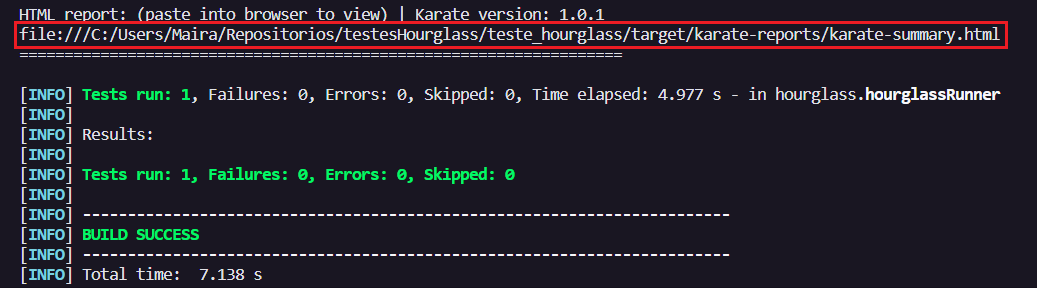 HTML report: (paste into browser to view) | Karate version: 1.0.1
file:///C:/Users/Maira/Repositorios/testesHourglass/teste_hourglass/target/karate-reports/karate-summary.html
===================================================================
[INFO] Tests run: 1, Failures: 0, Errors: 0, Skipped: 0, Time elapsed: 4.977 s - in hourglass.hourglassRunner
[INFO]
[INFO] Results:
[INFO]
[INFO] Tests run: 1, Failures: 0, Errors: 0, Skipped: 0
[INFO]
[INFO] ------------------------------------------------------------------------
[INFO] BUILD SUCCESS
[INFO] ------------------------------------------------------------------------
[INFO] Total time:  7.138 s